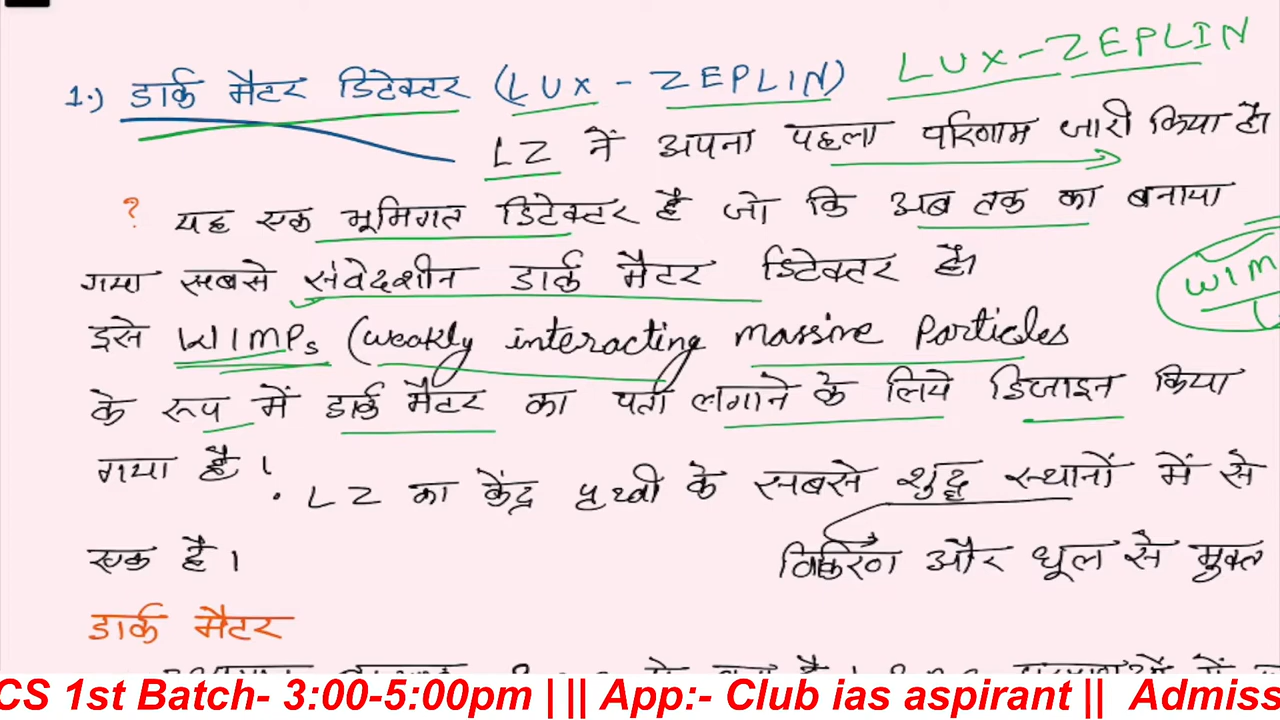 LUX-ZEPLIN
1.) डार्क मैटर डिटेक्टर (LUX - ZEPLIN)
LZ नें अपना पहला परिणाम जारी किया है।
? यह एक भूमिगत डिटेक्टर है जो कि अब तक का बनाया
गया सबसे संवेदशीन डार्क मैटर डिटेक्टर है।
WIM
इसे WIMPs (weakly interacting massive Particles
के रूप में डार्क मैटर का पता लगाने के लिये डिजाइन किया
गया है।
. LZ का केंद्र पृथ्वी के सबसे शुद्ध स्थानों में से
एक है।
विकिरण और धूल से मुक्त
डार्क मैटर
CS 1st Batch- 3:00-5:00pm | || App:- Club ias aspirant || Admiss